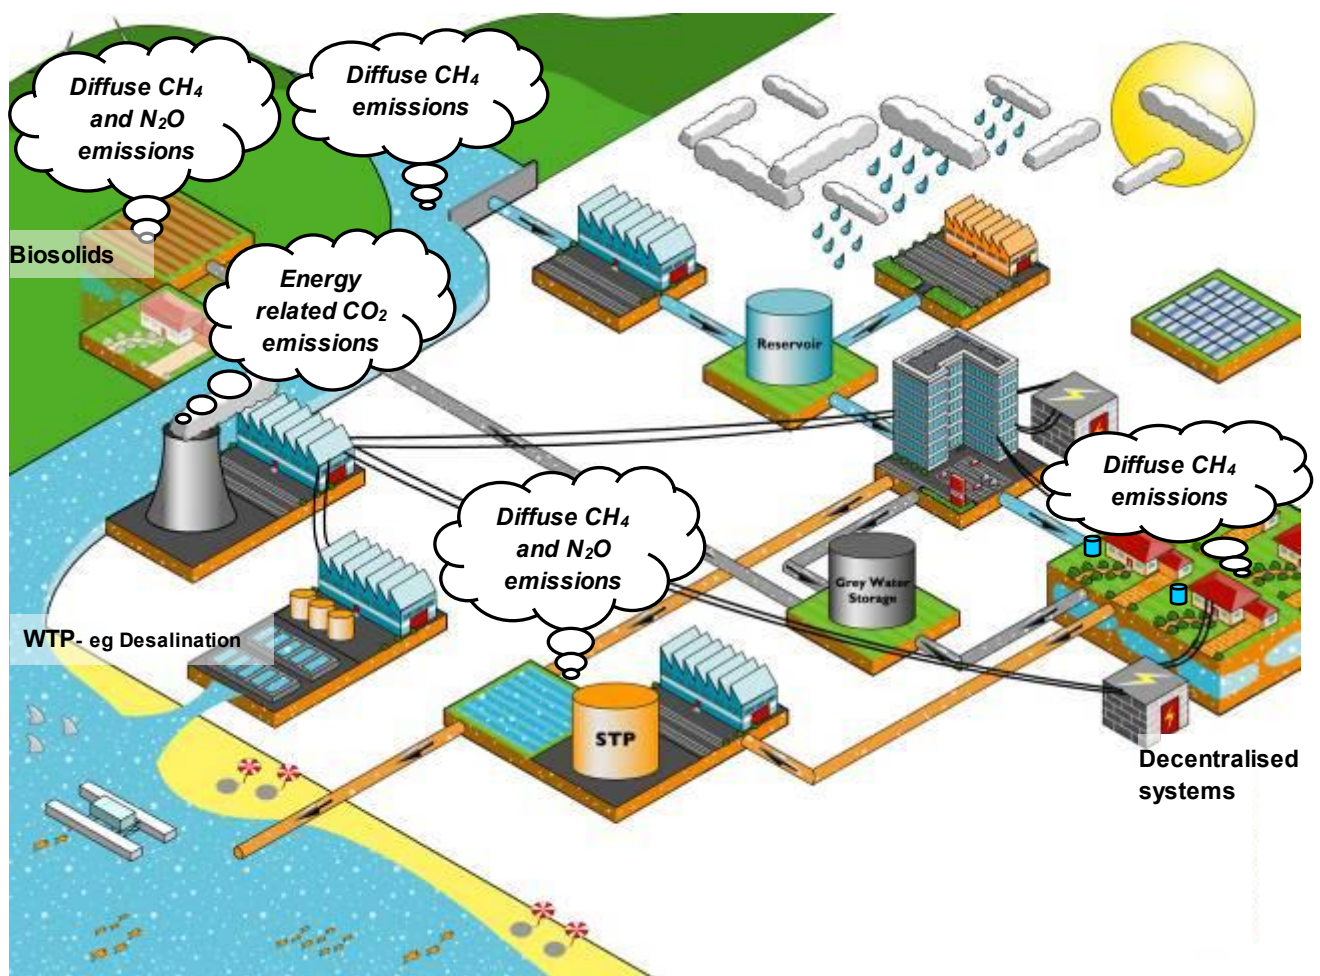 Diffuse CH₄
and N₂O
emissions
Diffuse CH₄
emissions
Biosolids
Energy
related CO₂
emissions
Reservoir
Diffuse CH₄
emissions
Diffuse CH₄
and N₂O
emissions
Grey Water
Storage
WTP- eg Desalination
STP
Decentralised
systems